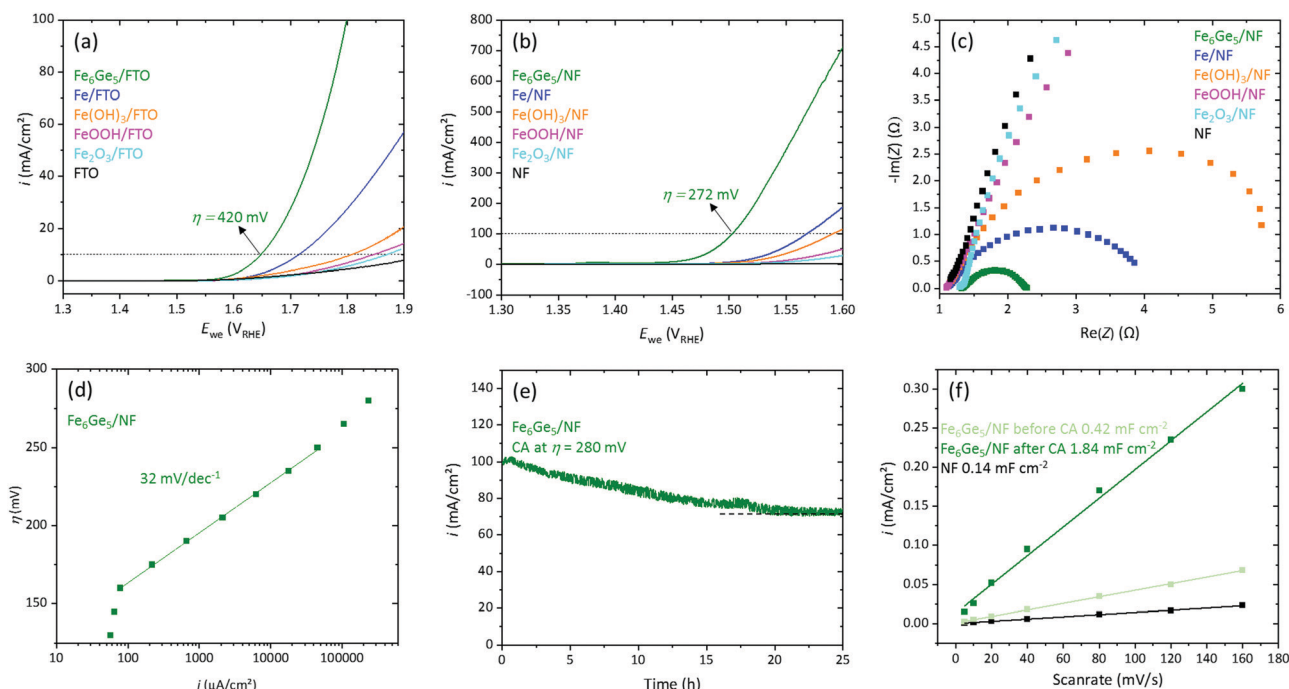 (a)
Fe₆Ge₅/FTO
Fe/FTO
Fe(OH)₃/FTO
FeOOH/FTO
Fe₂O₃/FTO
FTO
η = 420 mV
100
80
60
40
20
0
i (mA/cm²)
1.3 1.4 1.5 1.6 1.7 1.8 1.9
E_we (V_RHE)
(b)
Fe₆Ge₅/NF
Fe/NF
Fe(OH)₃/NF
FeOOH/NF
Fe₂O₃/NF
NF
η = 272 mV
800
700
600
500
400
300
200
100
0
-100
i (mA/cm²)
1.30 1.35 1.40 1.45 1.50 1.55 1.60
E_we (V_RHE)
(c)
Fe₆Ge₅/NF
Fe/NF
Fe(OH)₃/NF
FeOOH/NF
Fe₂O₃/NF
NF
5.0
4.5
4.0
3.5
3.0
2.5
2.0
1.5
1.0
0.5
0.0
-Im(Z) (Ω)
1 2 3 4 5 6
Re(Z) (Ω)
(d)
Fe₆Ge₅/NF
32 mV/dec⁻¹
300
250
200
150
η (mV)
10 100 1000 10000 100000
i (μA/cm²)
(e)
Fe₆Ge₅/NF
CA at η = 280 mV
140
120
100
80
60
40
20
0
i (mA/cm²)
0 5 10 15 20 25
Time (h)
(f)
Fe₆Ge₅/NF before CA 0.42 mF cm⁻²
Fe₆Ge₅/NF after CA 1.84 mF cm⁻²
NF 0.14 mF cm⁻²
0.30
0.25
0.20
0.15
0.10
0.05
0.00
i (mA/cm²)
0 20 40 60 80 100 120 140 160 180
Scanrate (mV/s)